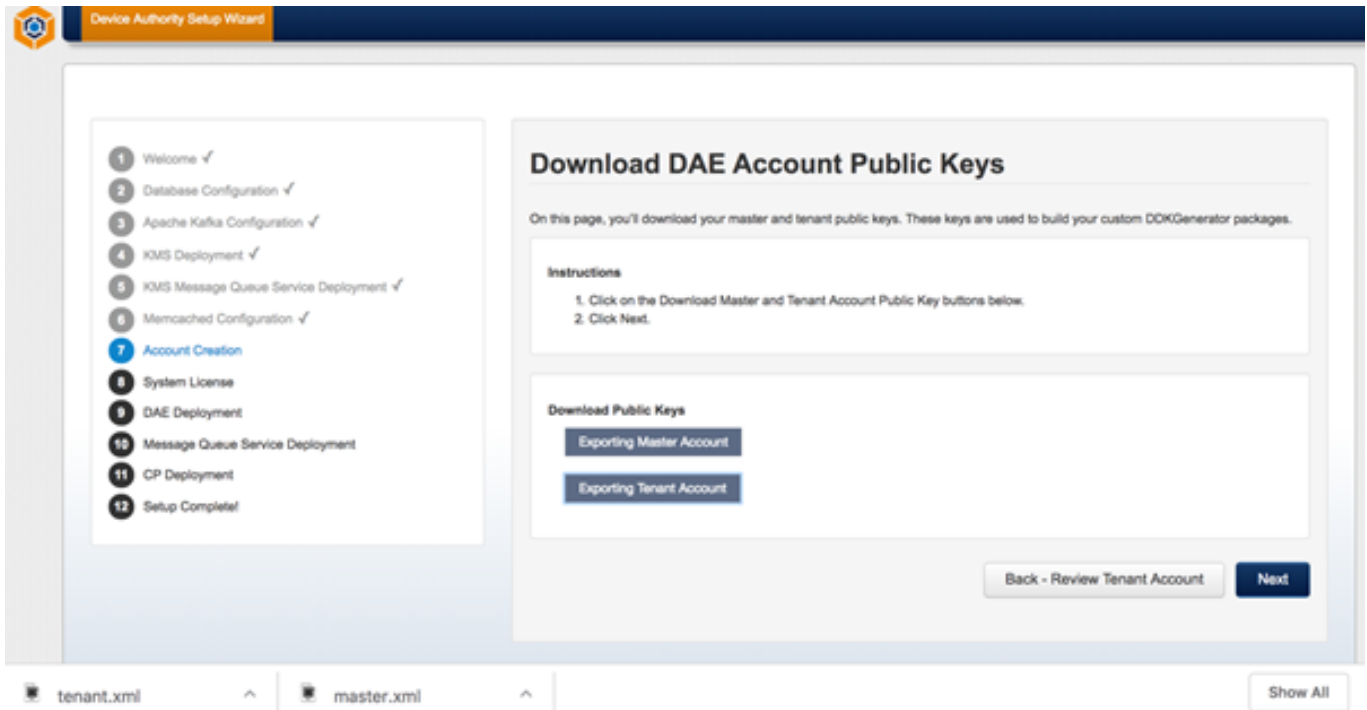 Device Authority Setup Wizard
1 Welcome ✓
2 Database Configuration ✓
3 Apache Kafka Configuration ✓
4 KMS Deployment ✓
5 KMS Message Queue Service Deployment ✓
6 Memcached Configuration ✓
7 Account Creation
8 System License
9 DAE Deployment
10 Message Queue Service Deployment
11 CP Deployment
12 Setup Complete!
Download DAE Account Public Keys
On this page, you'll download your master and tenant public keys. These keys are used to build your custom DDKGenerator packages.
Instructions
1. Click on the Download Master and Tenant Account Public Key buttons below.
2. Click Next.
Download Public Keys
Exporting Master Account
Exporting Tenant Account
Back - Review Tenant Account
Next
tenant.xml
master.xml
Show All